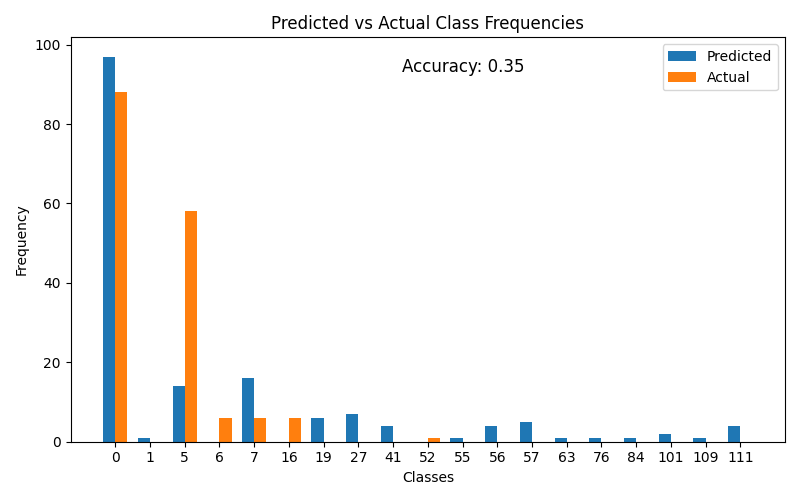 Predicted vs Actual Class Frequencies
Accuracy: 0.35
Predicted
Actual
Frequency
100
80
60
40
20
0
0 1 5 6 7 16 19 27 41 52 55 56 57 63 76 84 101 109 111
Classes